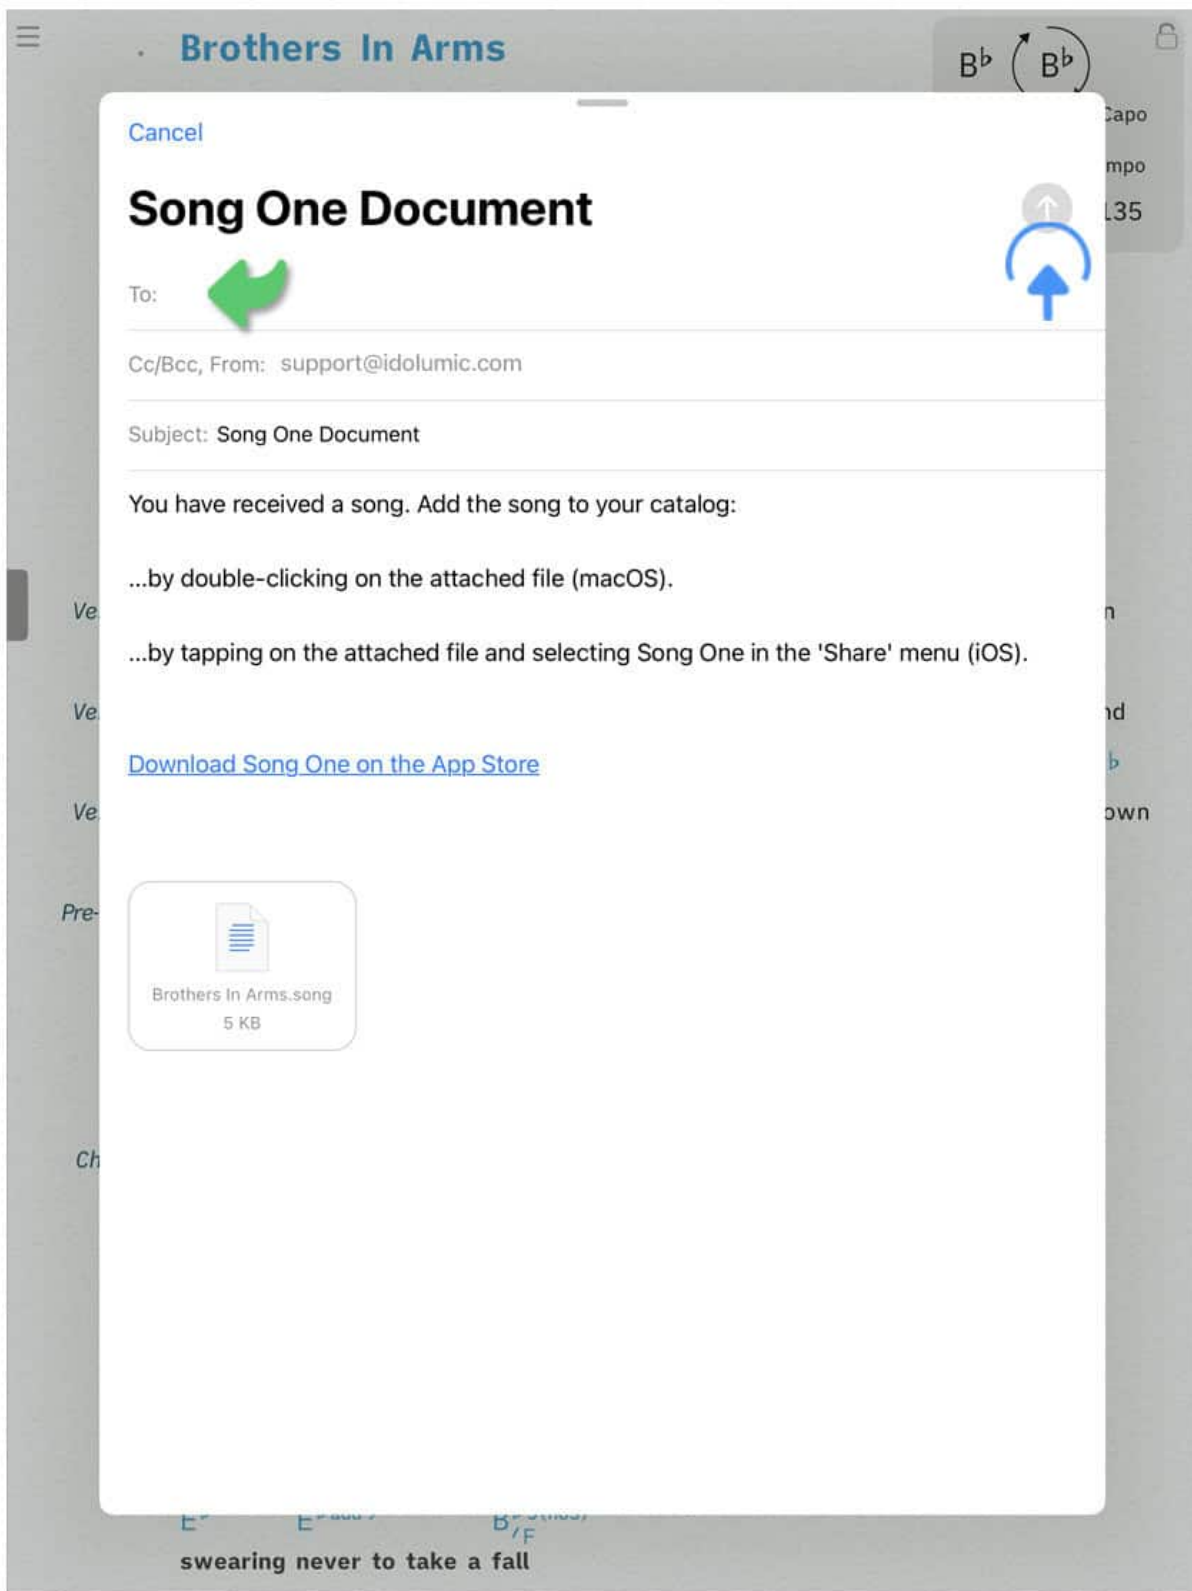 Brothers In Arms
B♭ B♭
Capo
Cancel
Song One Document
135
To:
Cc/Bcc, From: support@idolumic.com
Subject: Song One Document
You have received a song. Add the song to your catalog:
...by double-clicking on the attached file (macOS).
...by tapping on the attached file and selecting Song One in the 'Share' menu (iOS).
Download Song One on the App Store
Brothers In Arms.song
5 KB
swearing never to take a fall